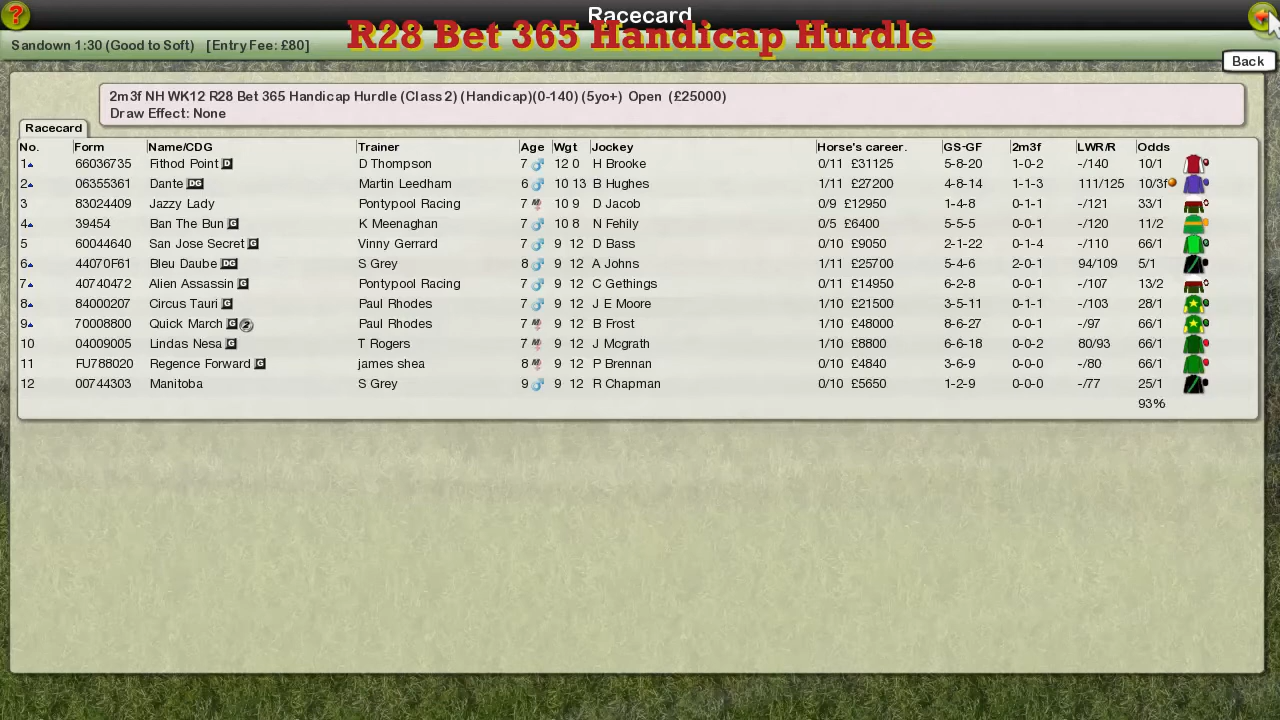 ?
Racecard
R28 Bet 365 Handicap Hurdle
Sandown 1:30 (Good to Soft) [Entry Fee: £80]
Back
2m3f NH WK12 R28 Bet 365 Handicap Hurdle (Class 2) (Handicap)(0-140) (5yo+) Open (£25000)
Draw Effect: None
Racecard
No. Form Name/CDG Trainer Age Wgt Jockey Horse's career. GS-GF 2m3f LWR/R Odds
1 66036735 Fithod Point D D Thompson 7 12 0 H Brooke 0/11 £31125 5-8-20 1-0-2 -/140 10/1
2 06355361 Dante DG Martin Leedham 6 10 13 B Hughes 1/11 £27200 4-8-14 1-1-3 111/125 10/3f
3 83024409 Jazzy Lady Pontypool Racing 7 10 9 D Jacob 0/9 £12950 1-4-8 0-1-1 -/121 33/1
4 39454 Ban The Bun G K Meenaghan 7 10 8 N Fehily 0/5 £6400 5-5-5 0-0-1 -/120 11/2
5 60044640 San Jose Secret G Vinny Gerrard 7 9 12 D Bass 0/10 £9050 2-1-22 0-1-4 -/110 66/1
6 44070F61 Bleu Daube DG S Grey 8 9 12 A Johns 1/11 £25700 5-4-6 2-0-1 94/109 5/1
7 40740472 Alien Assassin G Pontypool Racing 7 9 12 C Gethings 0/11 £14950 6-2-8 0-0-1 -/107 13/2
8 84000207 Circus Tauri G Paul Rhodes 7 9 12 J E Moore 1/10 £21500 3-5-11 0-1-1 -/103 28/1
9 70008800 Quick March G 2 Paul Rhodes 7 9 12 B Frost 1/10 £48000 8-6-27 0-0-1 -/97 66/1
10 04009005 Lindas Nesa G T Rogers 7 9 12 J Mcgrath 1/10 £8800 6-6-18 0-0-2 80/93 66/1
11 FU788020 Regence Forward G james shea 8 9 12 P Brennan 0/10 £4840 3-6-9 0-0-0 -/80 66/1
12 00744303 Manitoba S Grey 9 9 12 R Chapman 0/10 £5650 1-2-9 0-0-0 -/77 25/1
93%